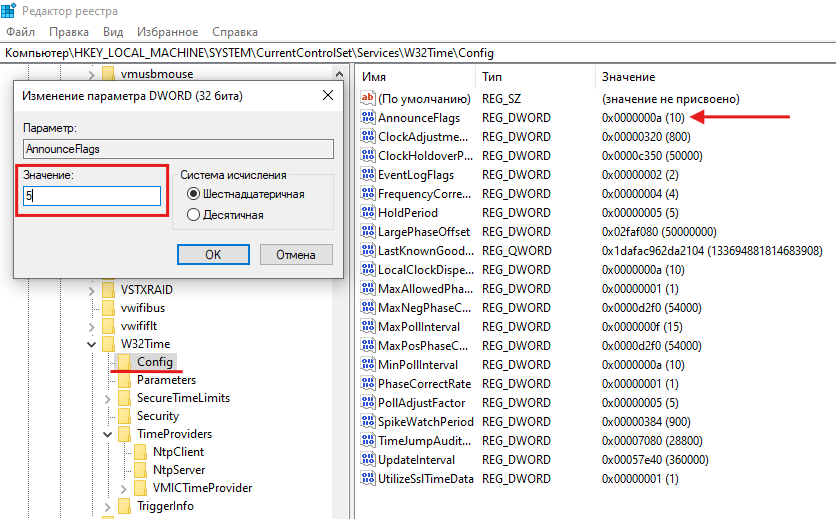 Редактор реестра
Файл Правка Вид Избранное Справка
Компьютер\HKEY_LOCAL_MACHINE\SYSTEM\CurrentControlSet\Services\W32Time\Config
vmusbmouse
Изменение параметра DWORD (32 бита)
Параметр:
AnnounceFlags
Значение:
5
Система исчисления
Шестнадцатеричная
Десятичная
OK Отмена
VSTXRAID
vwifibus
vwififlt
W32Time
Config
Parameters
SecureTimeLimits
Security
TimeProviders
NtpClient
NtpServer
VMICTimeProvider
TriggerInfo
Имя Тип Значение
ab (По умолчанию) REG_SZ (значение не присвоено)
AnnounceFlags REG_DWORD 0x0000000a (10)
ClockAdjustme... REG_DWORD 0x00000320 (800)
ClockHoldoverP... REG_DWORD 0x0000c350 (50000)
EventLogFlags REG_DWORD 0x00000002 (2)
FrequencyCorre... REG_DWORD 0x00000004 (4)
HoldPeriod REG_DWORD 0x00000005 (5)
LargePhaseOffset REG_DWORD 0x02faf080 (50000000)
LastKnownGood... REG_QWORD 0x1dafac962da2104 (133694881814683908)
LocalClockDispe... REG_DWORD 0x0000000a (10)
MaxAllowedPha... REG_DWORD 0x00000001 (1)
MaxNegPhaseC... REG_DWORD 0x0000d2f0 (54000)
MaxPollInterval REG_DWORD 0x0000000f (15)
MaxPosPhaseC... REG_DWORD 0x0000d2f0 (54000)
MinPollInterval REG_DWORD 0x0000000a (10)
PhaseCorrectRate REG_DWORD 0x00000001 (1)
PollAdjustFactor REG_DWORD 0x00000005 (5)
SpikeWatchPeriod REG_DWORD 0x00000384 (900)
TimeJumpAudit... REG_DWORD 0x00007080 (28800)
UpdateInterval REG_DWORD 0x00057e40 (360000)
UtilizeSslTimeData REG_DWORD 0x00000001 (1)